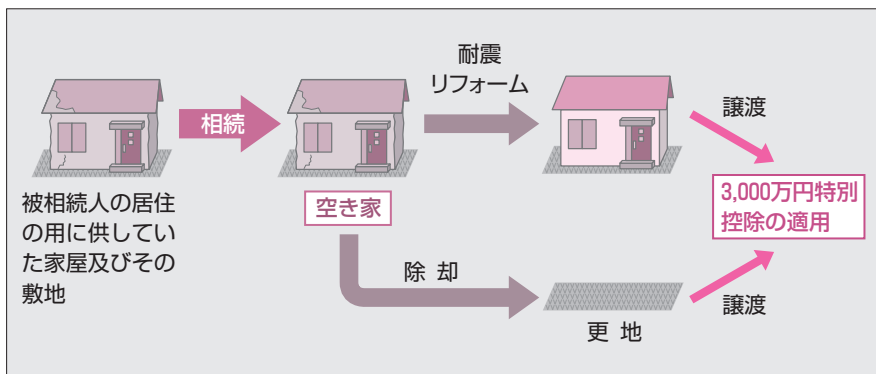 耐震
リフォーム
譲渡
相続
被相続人の居住
の用に供してい
た家屋及びその
敷地
空き家
3,000万円特別
控除の適用
除 却
更 地
譲渡